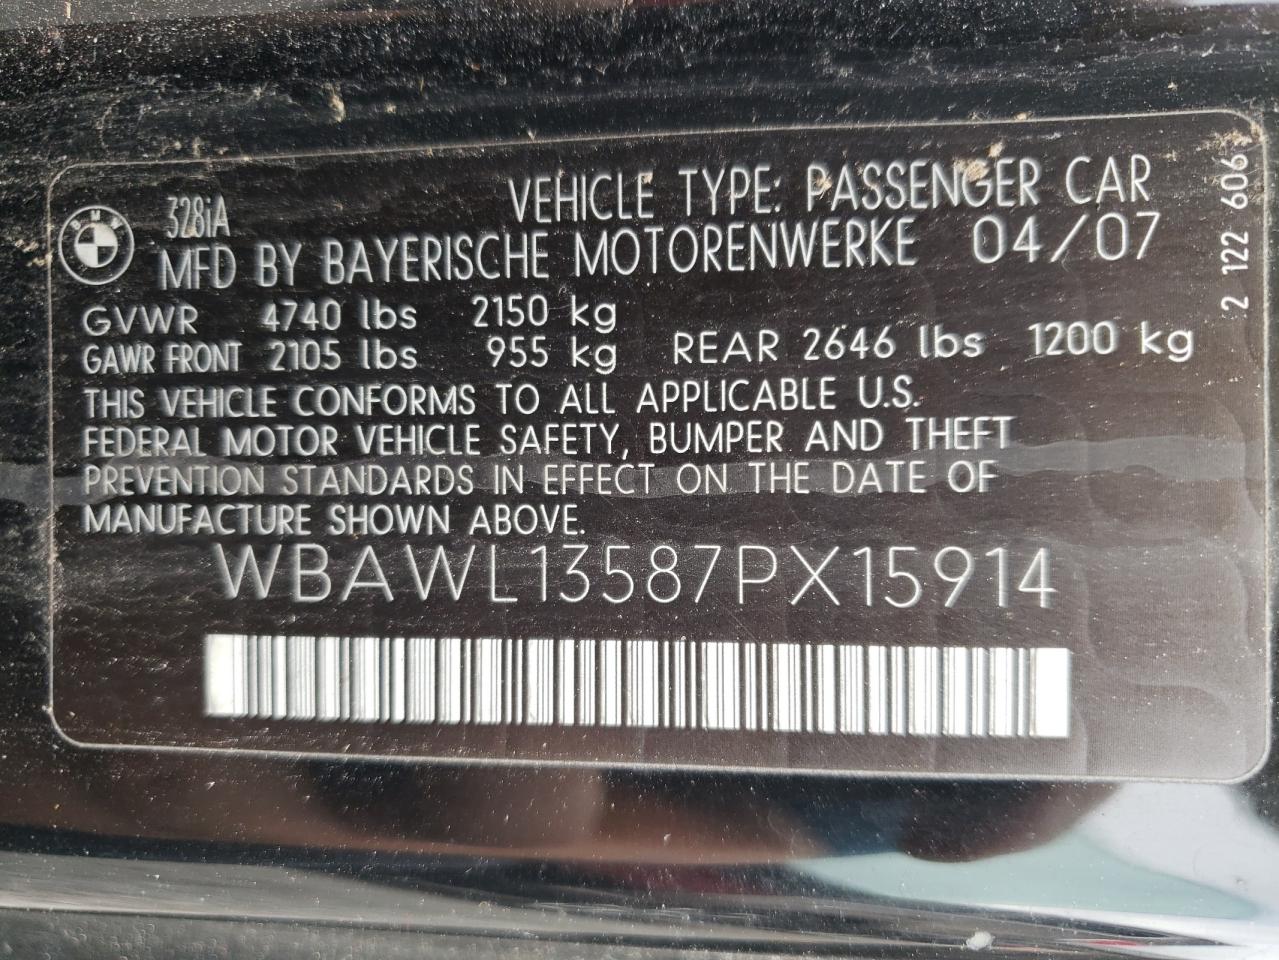 328iA
VEHICLE TYPE: PASSENGER CAR
MFD BY BAYERISCHE MOTORENWERKE 04/07
GVWR 4740 lbs 2150 kg
GAWR FRONT 2105 lbs 955 kg REAR 2646 lbs 1200 kg
THIS VEHICLE CONFORMS TO ALL APPLICABLE U.S.
FEDERAL MOTOR VEHICLE SAFETY, BUMPER AND THEFT
PREVENTION STANDARDS IN EFFECT ON THE DATE OF
MANUFACTURE SHOWN ABOVE.
WBAWL13587PX15914
2 122 606
BMW